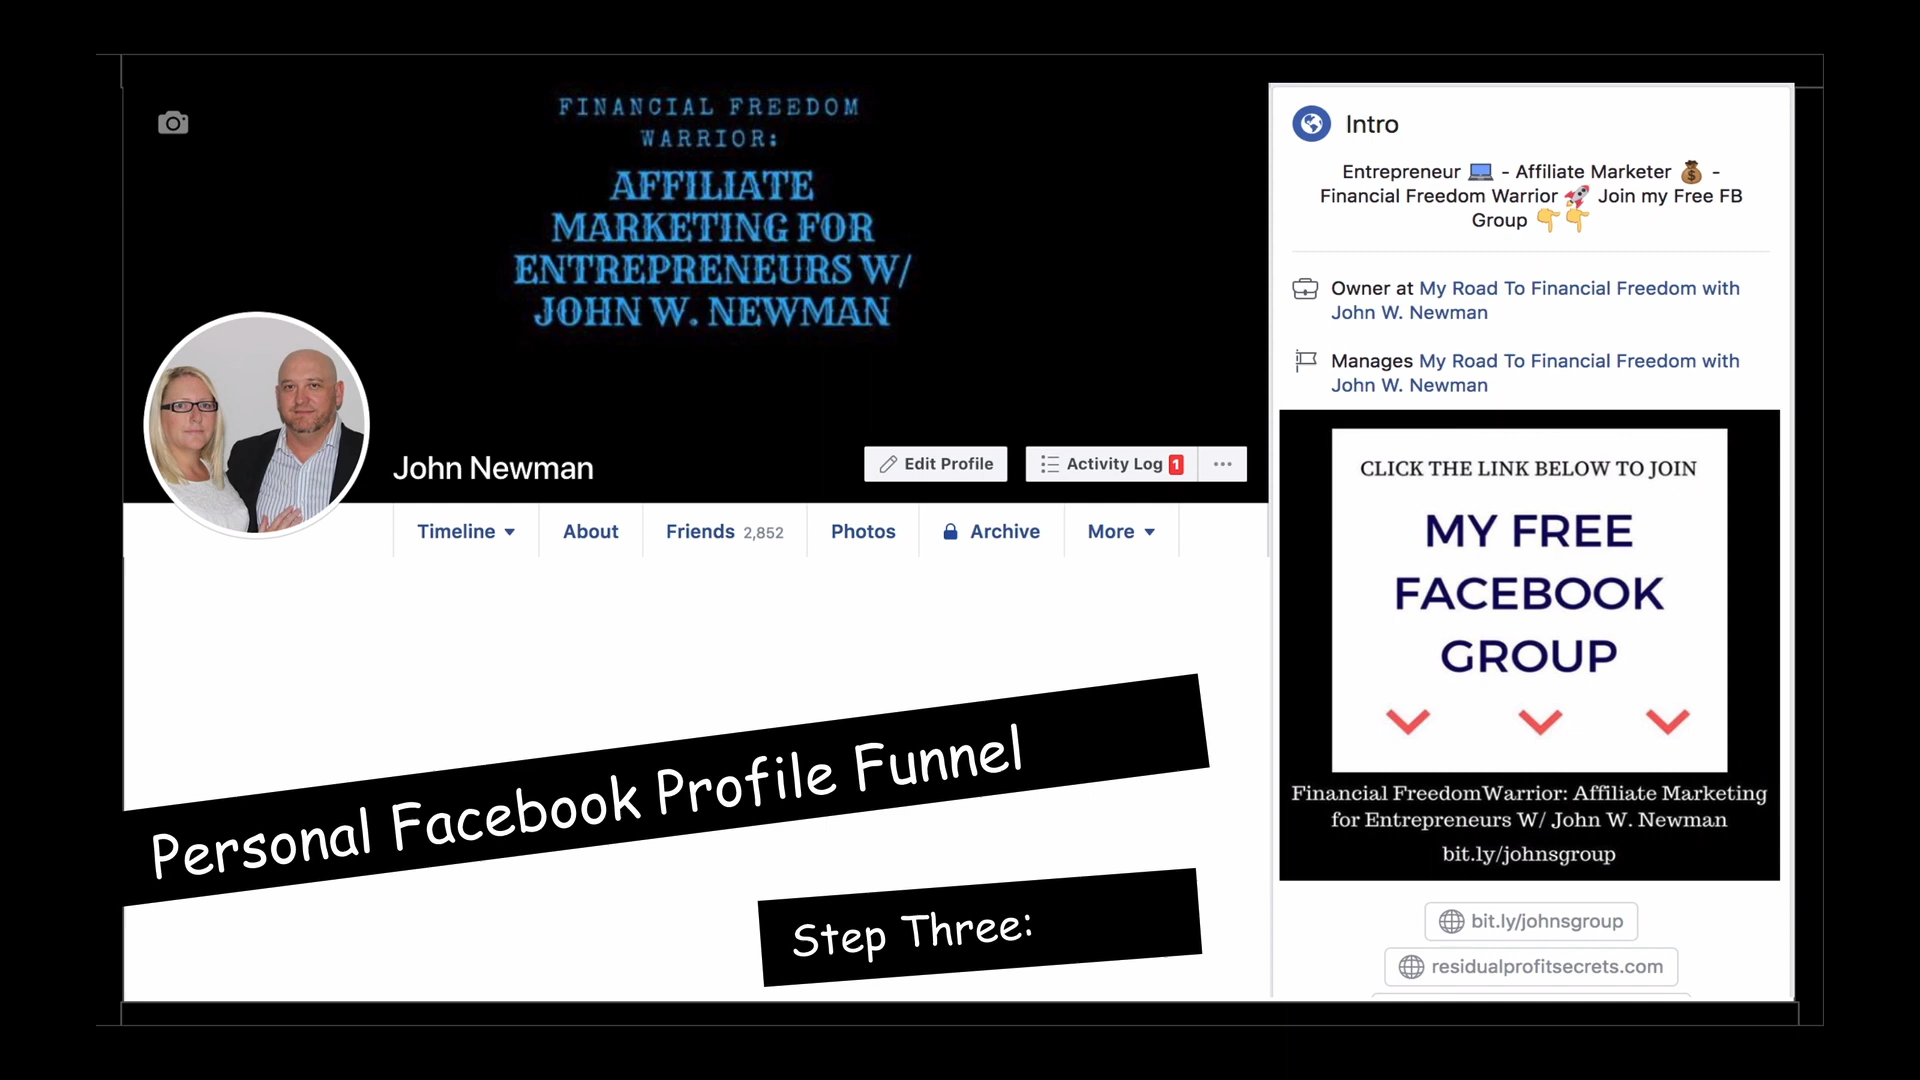 FINANCIAL FREEDOM
WARRIOR:
AFFILIATE
MARKETING FOR
ENTREPRENEURS W/
JOHN W. NEWMAN
John Newman
Edit Profile
Activity Log 1
Timeline
About
Friends 2,852
Photos
Archive
More
Personal Facebook Profile Funnel
Step Three:
Intro
Entrepreneur 💻 - Affiliate Marketer 💰 -
Financial Freedom Warrior 🚀 Join my Free FB
Group 👇👇
Owner at My Road To Financial Freedom with
John W. Newman
Manages My Road To Financial Freedom with
John W. Newman
CLICK THE LINK BELOW TO JOIN
MY FREE
FACEBOOK
GROUP
Financial FreedomWarrior: Affiliate Marketing
for Entrepreneurs W/ John W. Newman
bit.ly/johnsgroup
bit.ly/johnsgroup
residualprofitsecrets.com